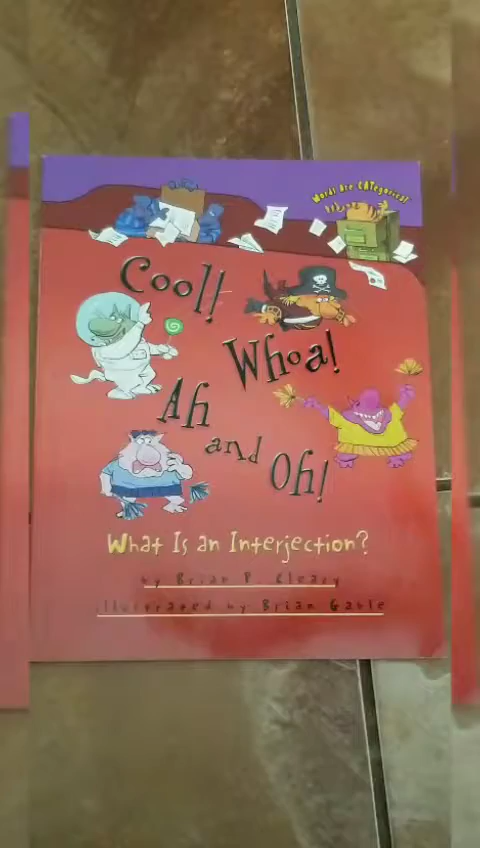 Words Are CATegorical
Cool!
Whoa!
Ah
and
Oh!
What Is an Interjection?
by Brian P. Cleary
illustrated by Brian Gable